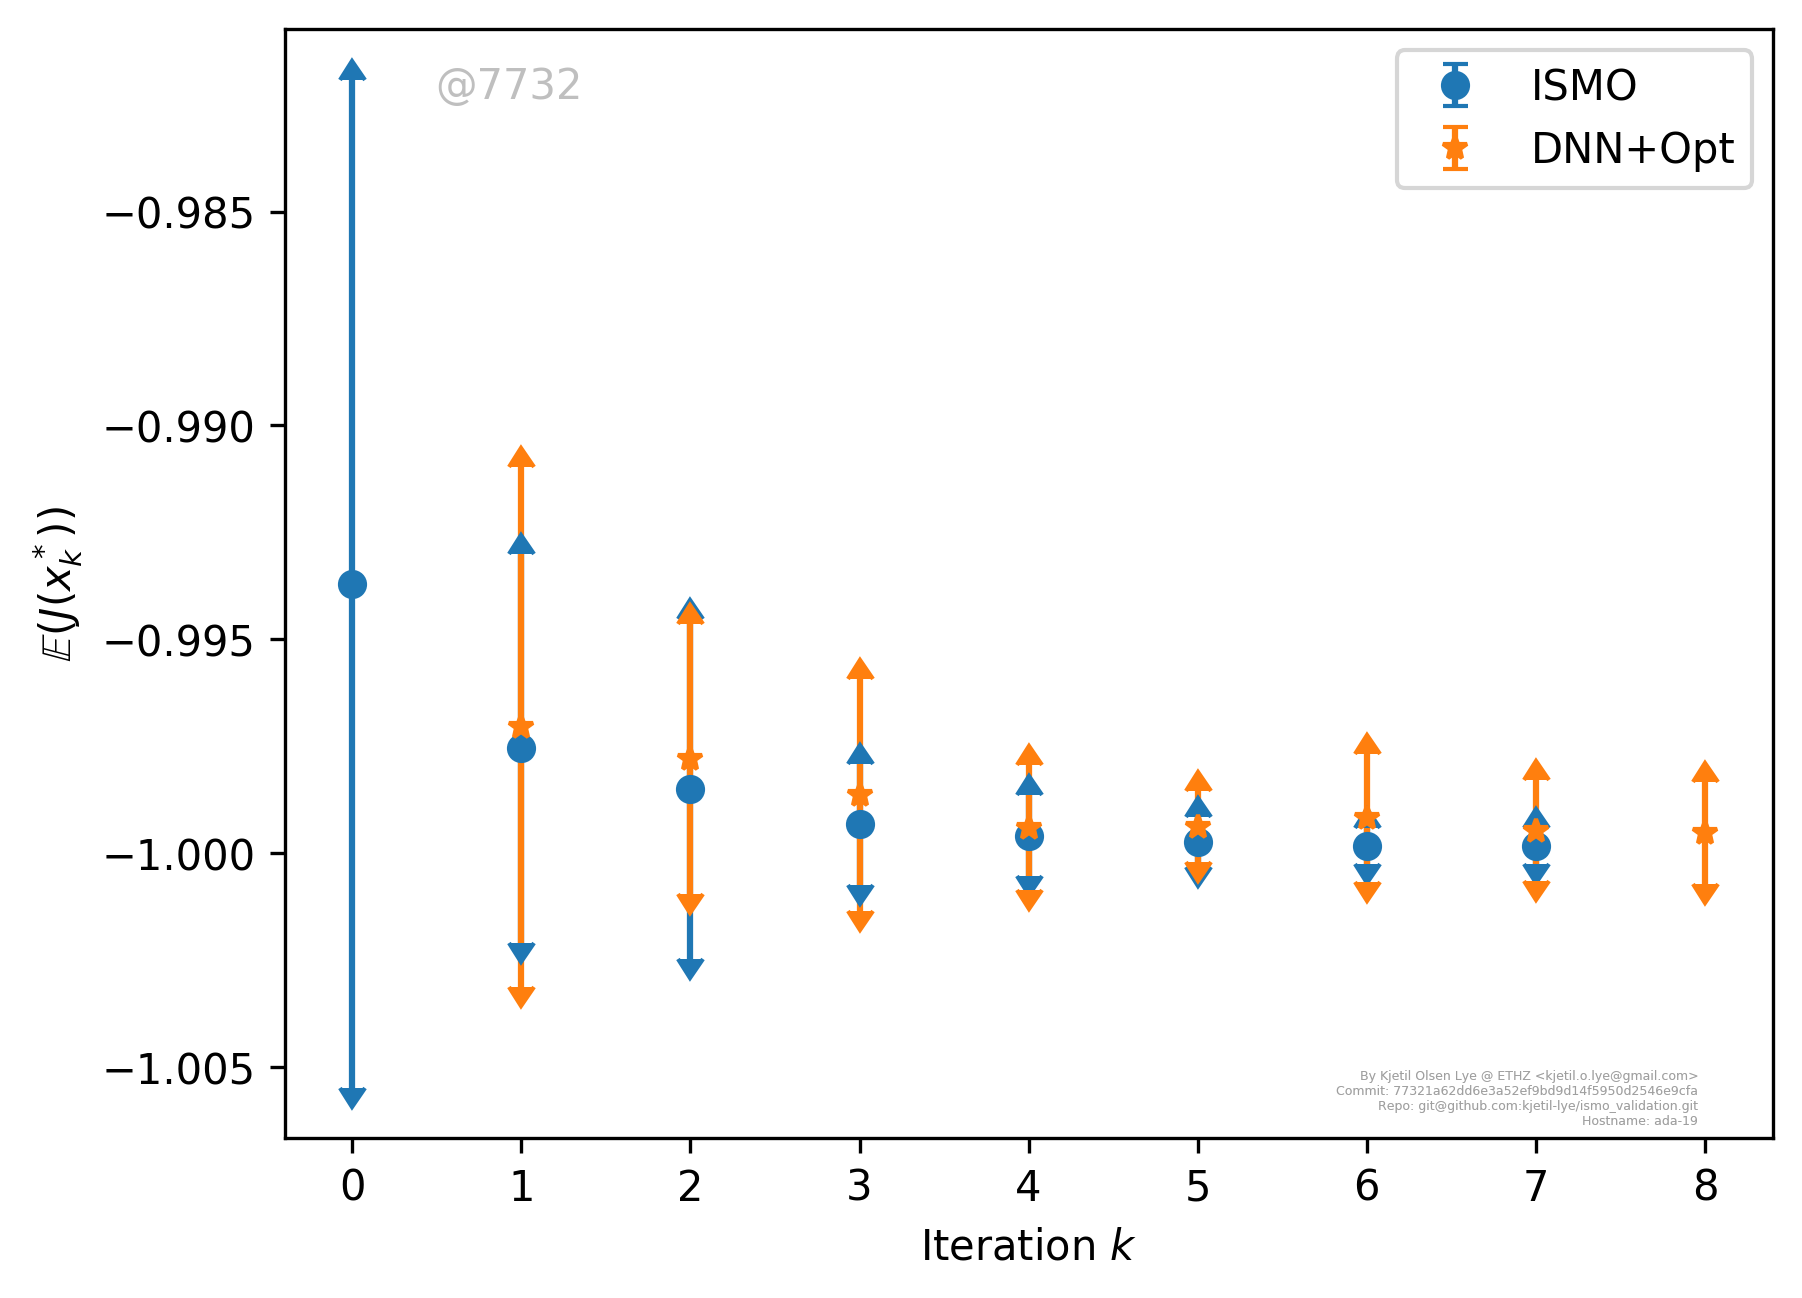 @7732
ISMO
DNN+Opt
−0.985
−0.990
−0.995
−1.000
−1.005
𝔼(J(x*k))
0 1 2 3 4 5 6 7 8
Iteration k
By Kjetil Olsen Lye @ ETHZ <kjetil.o.lye@gmail.com>
Commit: 77321a62dd6e3a52ef9bd9d14f5950d2546e9cfa
Repo: git@github.com:kjetil-lye/ismo_validation.git
Hostname: ada-19